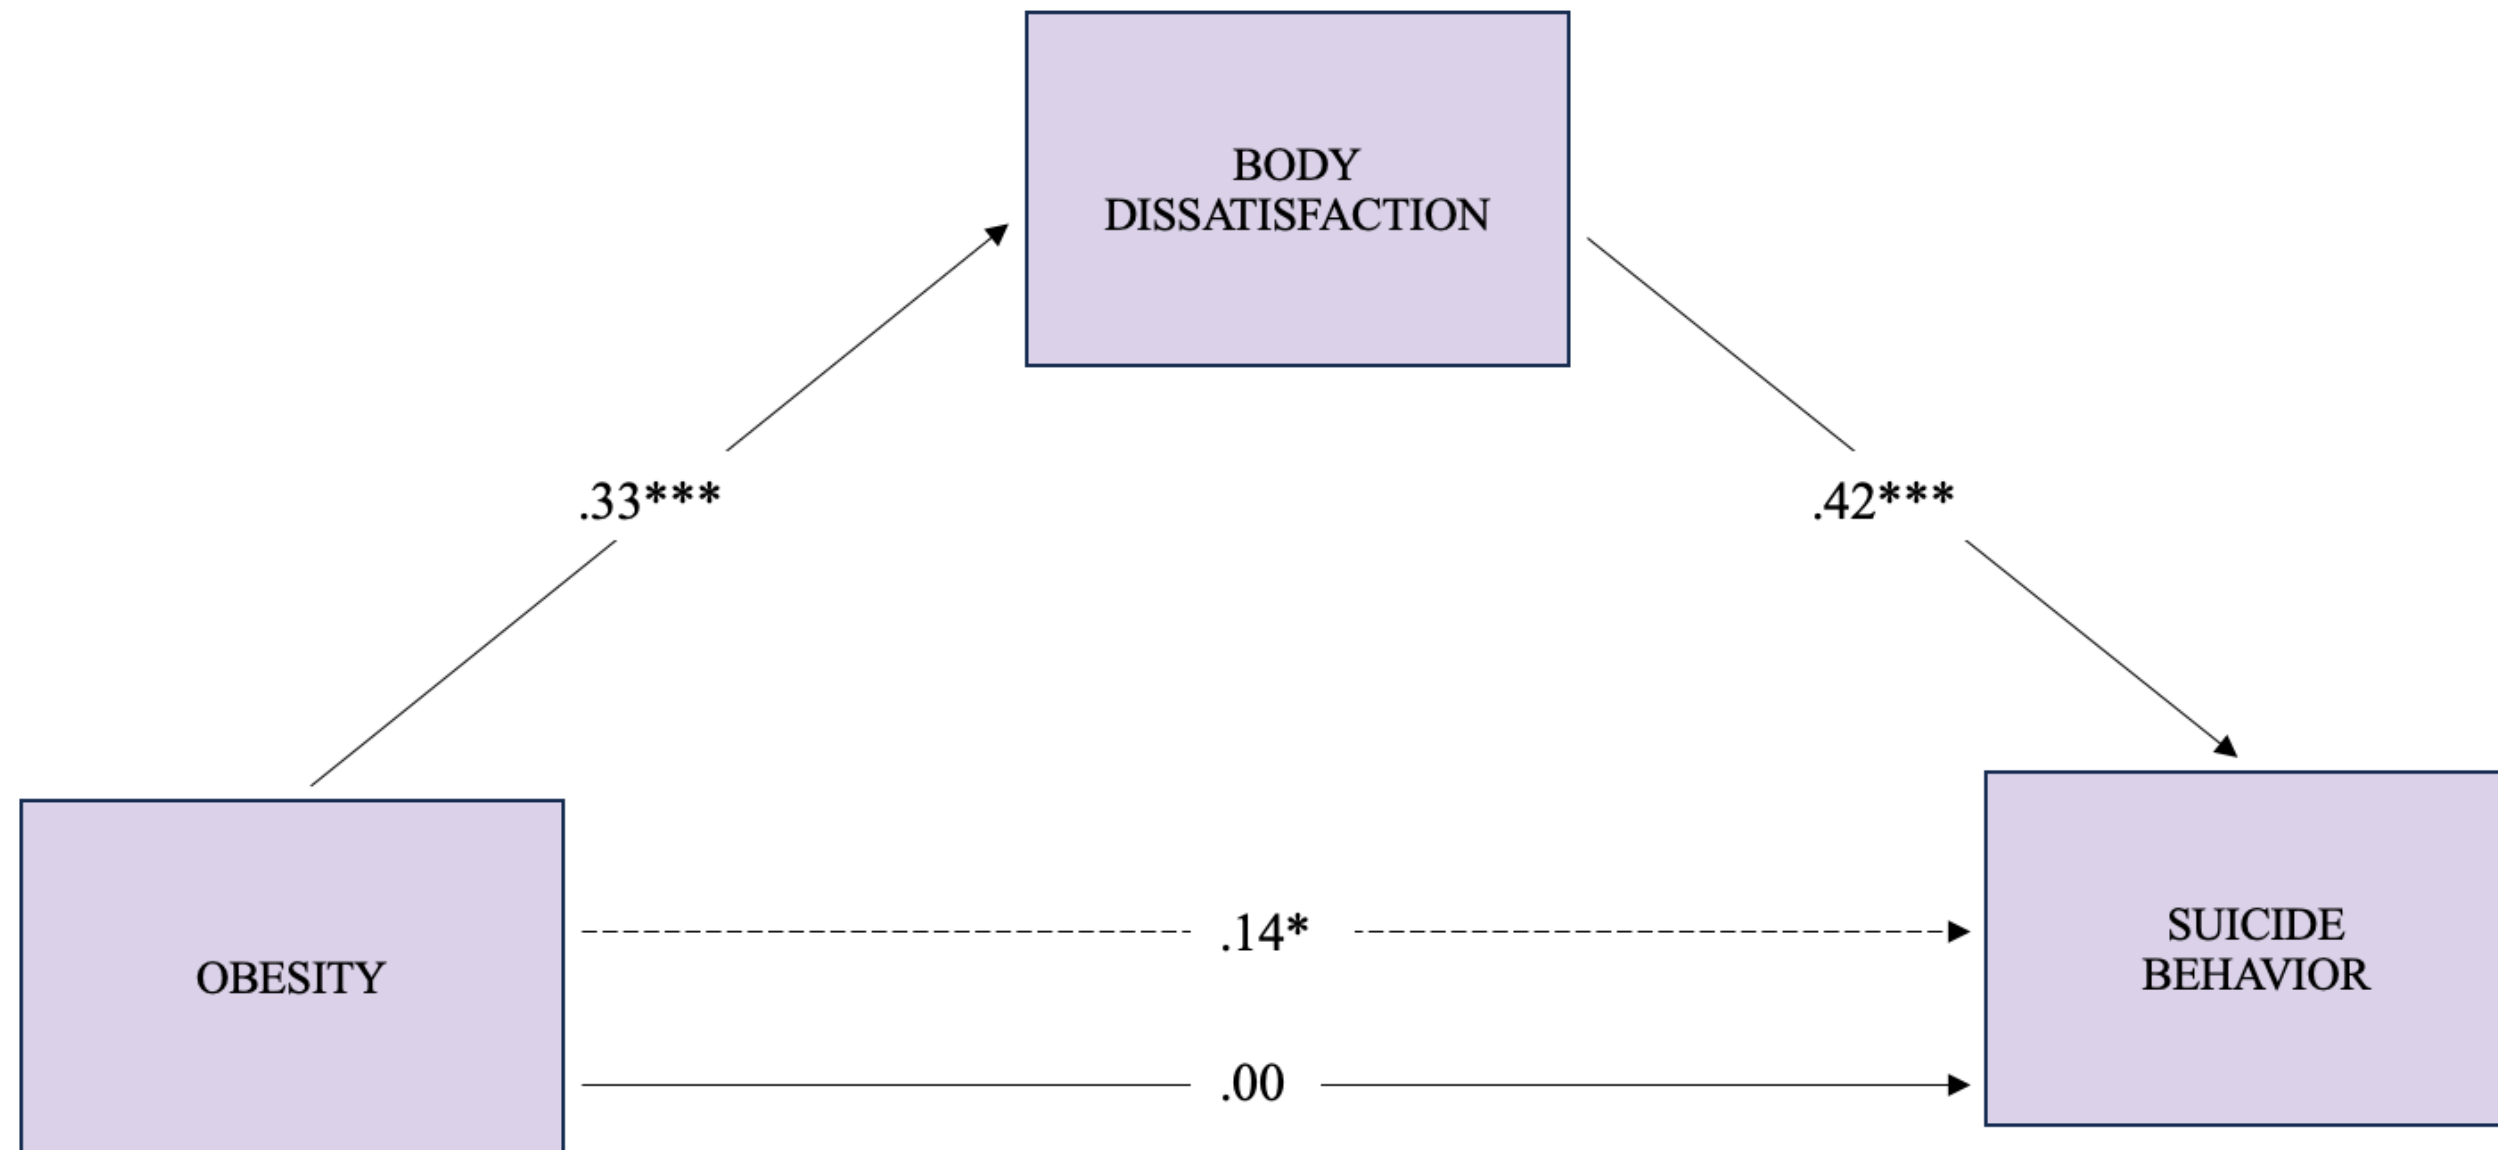 BODY
DISSATISFACTION
.33***
.42***
.14*
SUICIDE
BEHAVIOR
OBESITY
.00